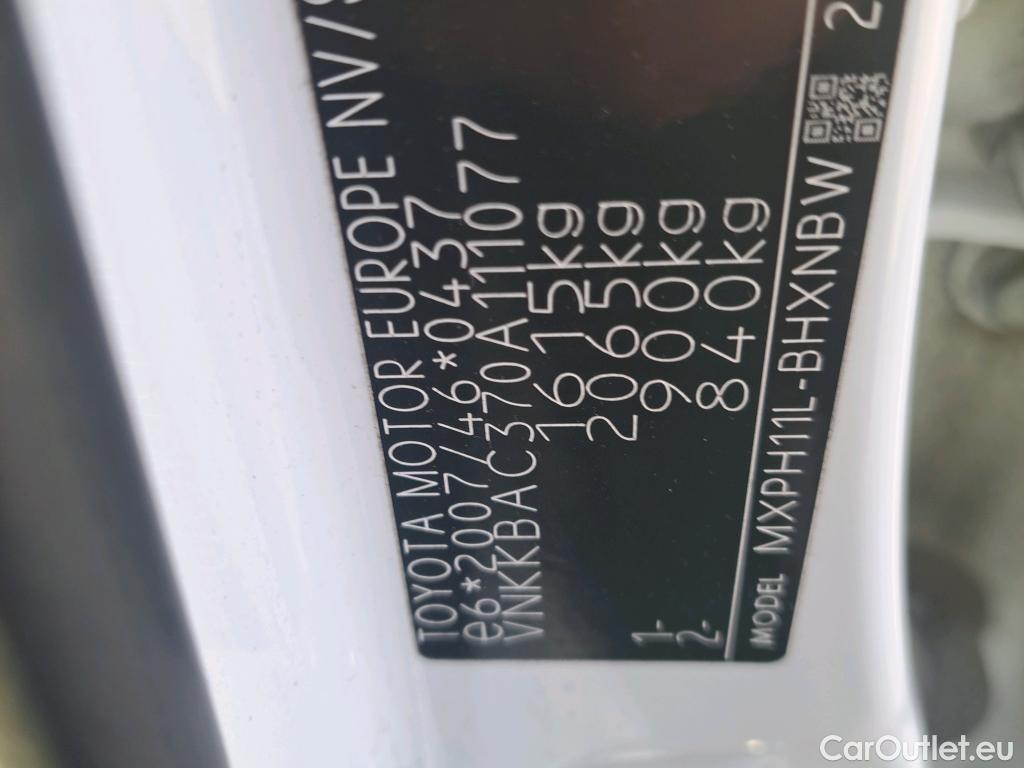 TOYOTA MOTOR EUROPE NV/S
e6*2007/46*0437
VNKKBAC370A111077
1615kg
2065kg
1- 900kg
2- 840kg
MODEL MXPH11L-BHXNBW 2
CarOutlet.eu